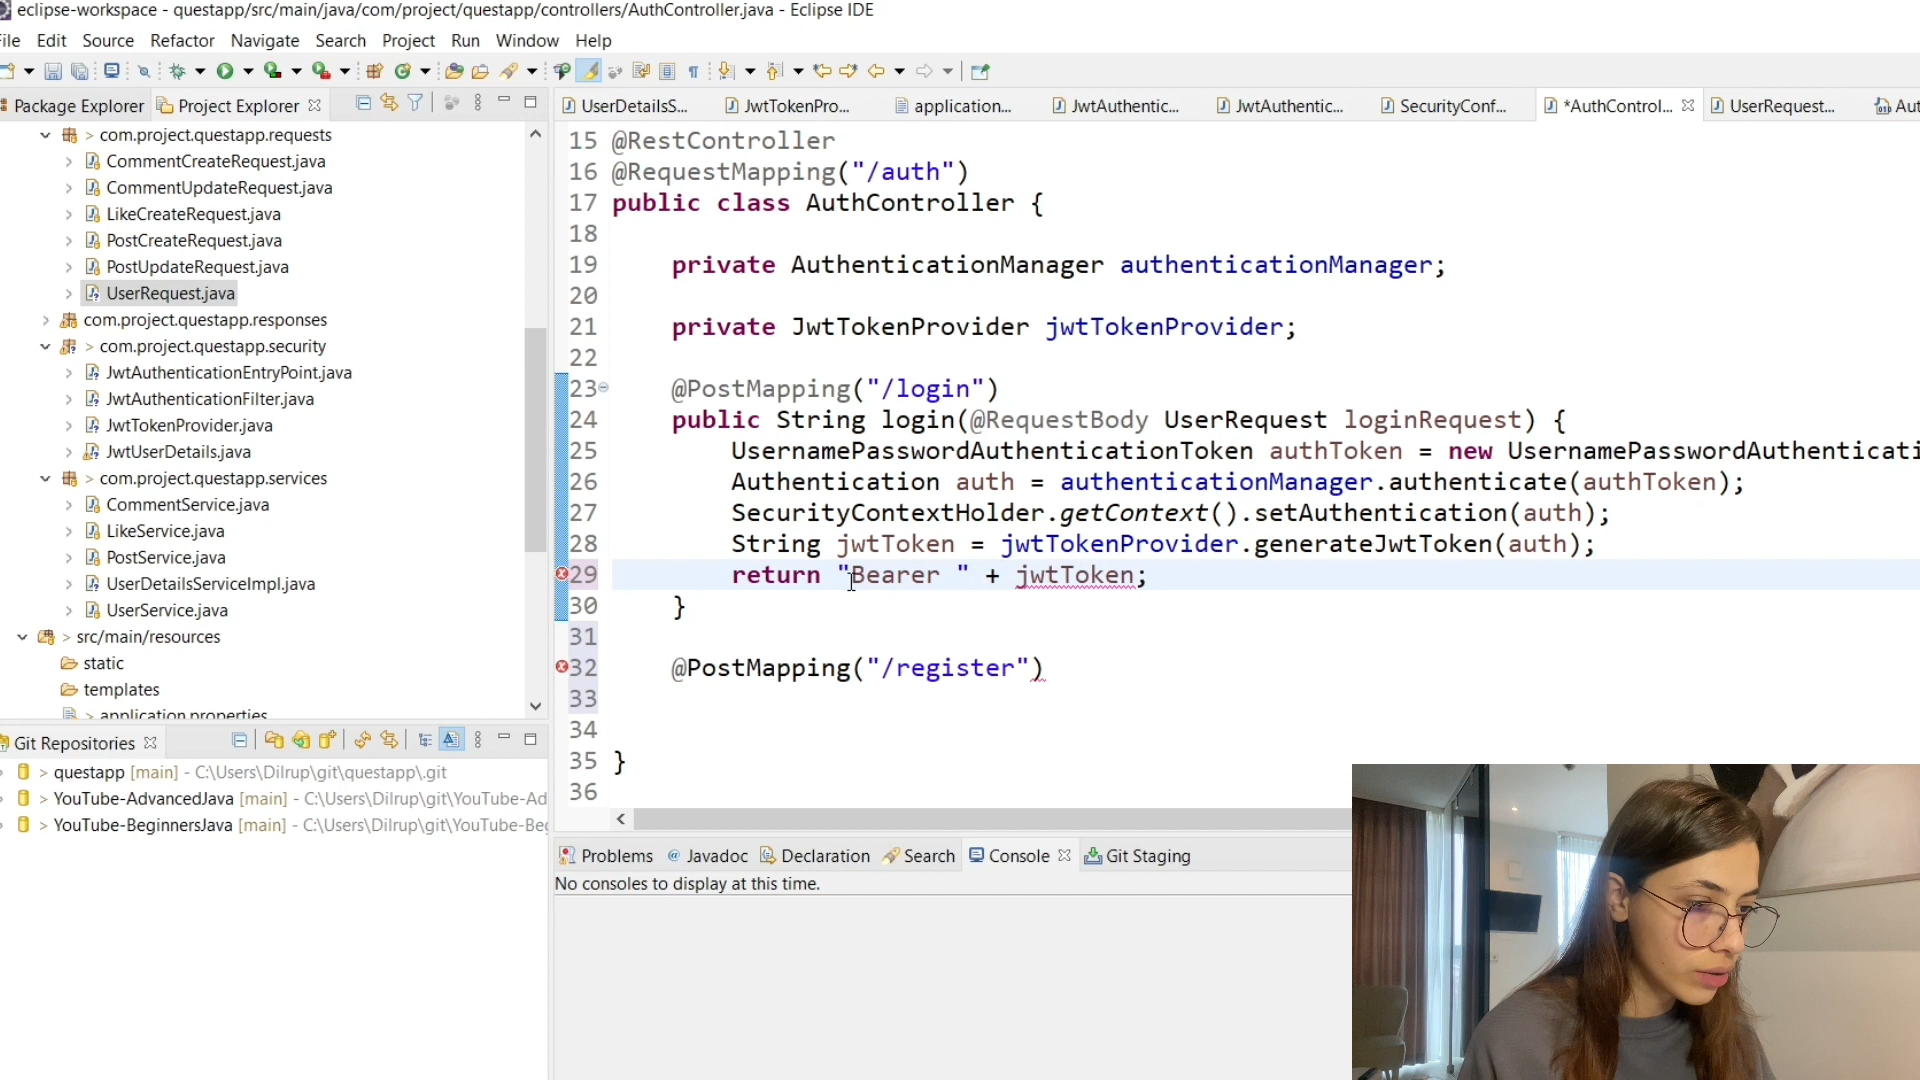 eclipse-workspace - questapp/src/main/java/com/project/questapp/controllers/AuthController.java - Eclipse IDE
File Edit Source Refactor Navigate Search Project Run Window Help
Package Explorer Project Explorer
UserDetailsS... JwtTokenPro... application... JwtAuthentic... JwtAuthentic... SecurityConf... *AuthControl... UserRequest... Aut
> com.project.questapp.requests
CommentCreateRequest.java
CommentUpdateRequest.java
LikeCreateRequest.java
PostCreateRequest.java
PostUpdateRequest.java
UserRequest.java
com.project.questapp.responses
> com.project.questapp.security
JwtAuthenticationEntryPoint.java
JwtAuthenticationFilter.java
JwtTokenProvider.java
JwtUserDetails.java
> com.project.questapp.services
CommentService.java
LikeService.java
PostService.java
UserDetailsServiceImpl.java
UserService.java
> src/main/resources
static
templates
> application.properties
Git Repositories
> questapp [main] - C:\Users\Dilrup\git\questapp\.git
> YouTube-AdvancedJava [main] - C:\Users\Dilrup\git\YouTube-Ad
> YouTube-BeginnersJava [main] - C:\Users\Dilrup\git\YouTube-Be
15 @RestController
16 @RequestMapping("/auth")
17 public class AuthController {
18
19 private AuthenticationManager authenticationManager;
20
21 private JwtTokenProvider jwtTokenProvider;
22
23 @PostMapping("/login")
24 public String login(@RequestBody UserRequest loginRequest) {
25 UsernamePasswordAuthenticationToken authToken = new UsernamePasswordAuthenticati
26 Authentication auth = authenticationManager.authenticate(authToken);
27 SecurityContextHolder.getContext().setAuthentication(auth);
28 String jwtToken = jwtTokenProvider.generateJwtToken(auth);
29 return "Bearer " + jwtToken;
30 }
31
32 @PostMapping("/register")
33
34
35 }
36
Problems Javadoc Declaration Search Console Git Staging
No consoles to display at this time.